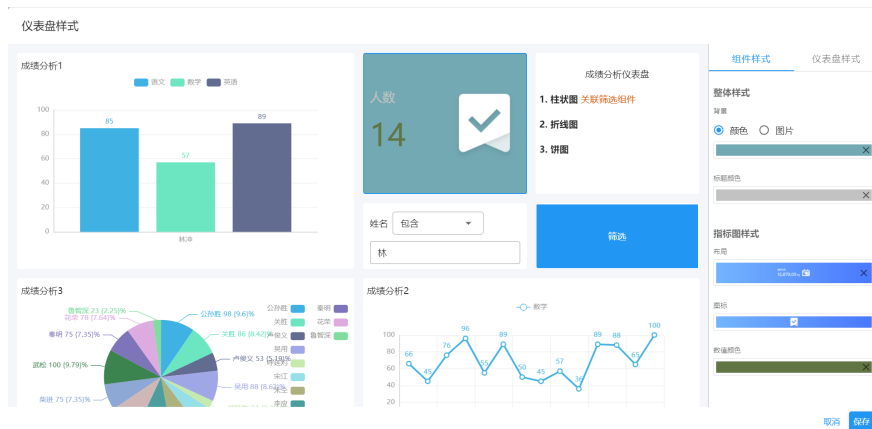 仪表盘样式
成绩分析1
语文 数学 英语
100
80
60
40
20
0
85
57
89
林冲
人数
14
成绩分析仪表盘
1. 柱状图 关联筛选组件
2. 折线图
3. 饼图
姓名 包含
林
筛选
成绩分析3
鲁智深 23 (2.25)%
花荣 78 (7.64)%
秦明 75 (7.35)%
武松 100 (9.79)%
柴进 75 (7.35)%
公孙胜 98 (9.6)%
关胜 86 (8.42)%
卢俊义 53 (5.19)%
吴用 88 (8.62)%
公孙胜 秦明
关胜 花荣
卢俊义 鲁智深
吴用
呼延灼
宋江
朱仝
李应
成绩分析2
数学
100
80
60
40
20
66 45 76 96 55 89 50 45 57 36 89 88 65 100
组件样式 仪表盘样式
整体样式
背景
颜色 图片
标题颜色
指标图样式
布局
图标
数值颜色
取消 保存